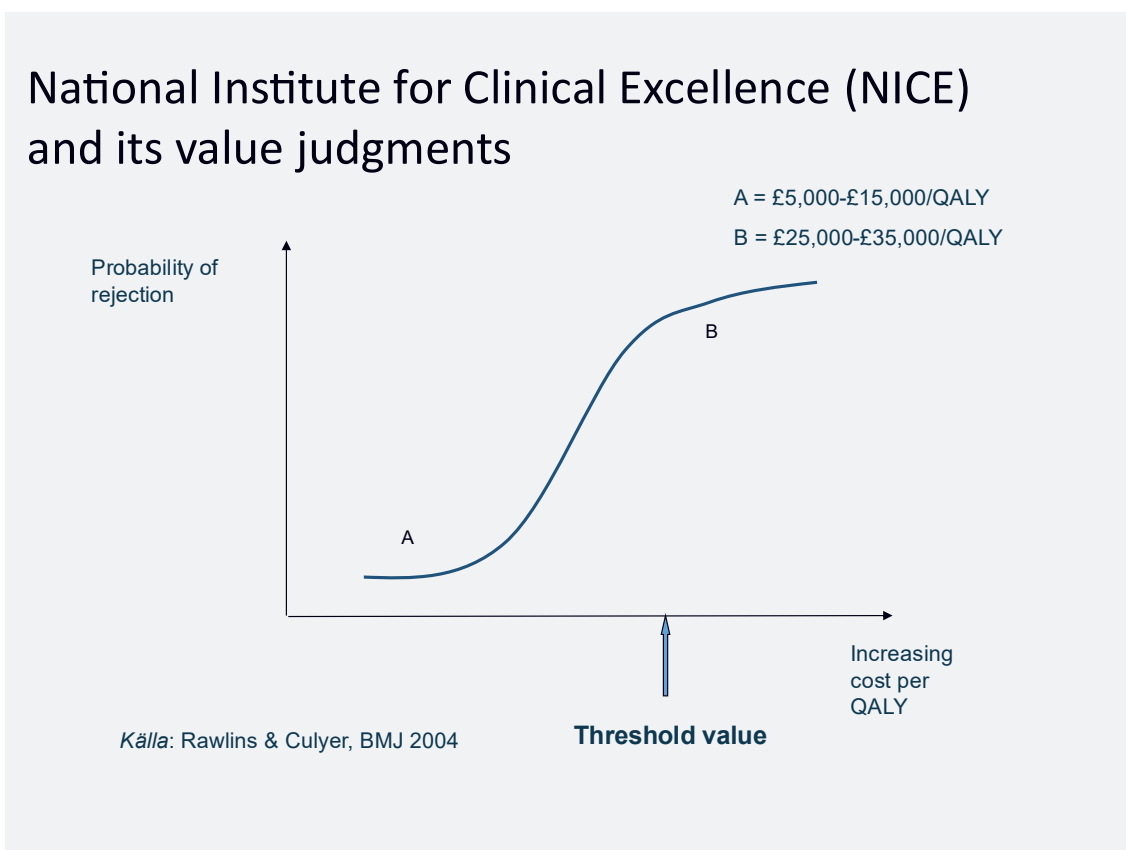 National Institute for Clinical Excellence (NICE)
and its value judgments
A = £5,000-£15,000/QALY
B = £25,000-£35,000/QALY
Probability of
rejection
B
A
Increasing
cost per
QALY
Threshold value
Källa: Rawlins & Culyer, BMJ 2004